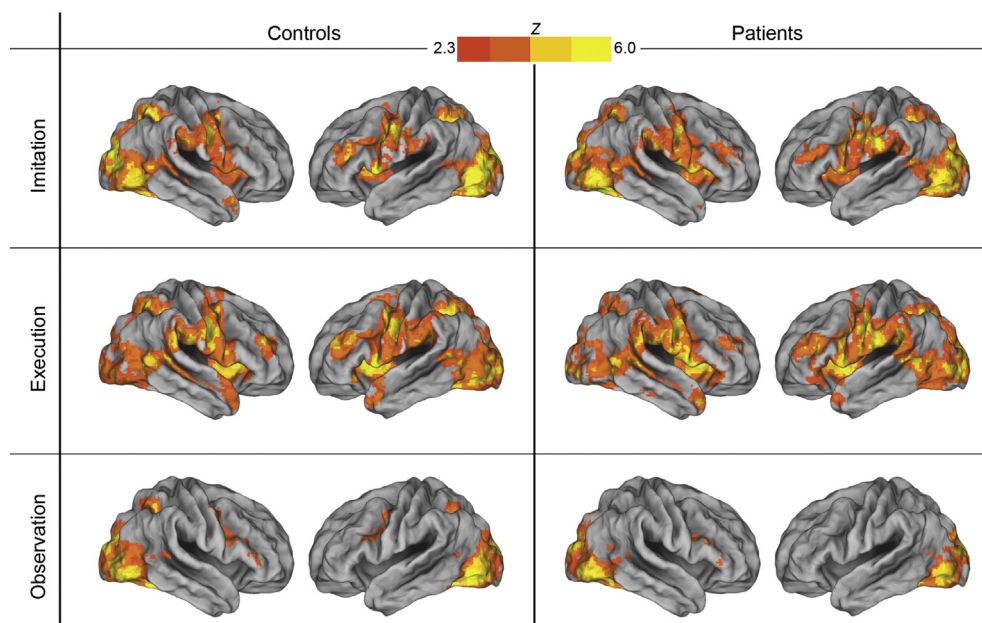 Controls
Z
Patients
2.3
6.0
Imitation
Execution
Observation